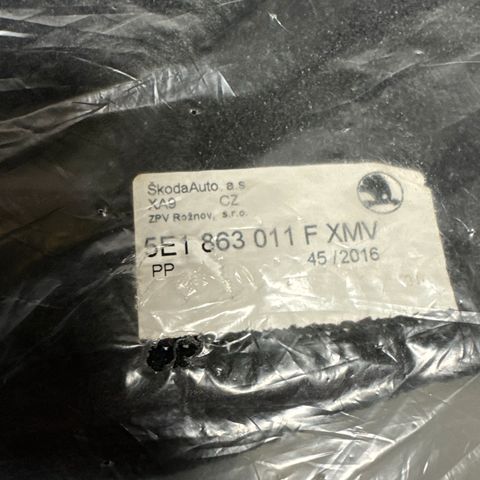 ŠkodaAuto, a.s.
XA9 CZ
ZPV Rožnov, s.r.o.
5E1 863 011 F XMV
PP 45/2016